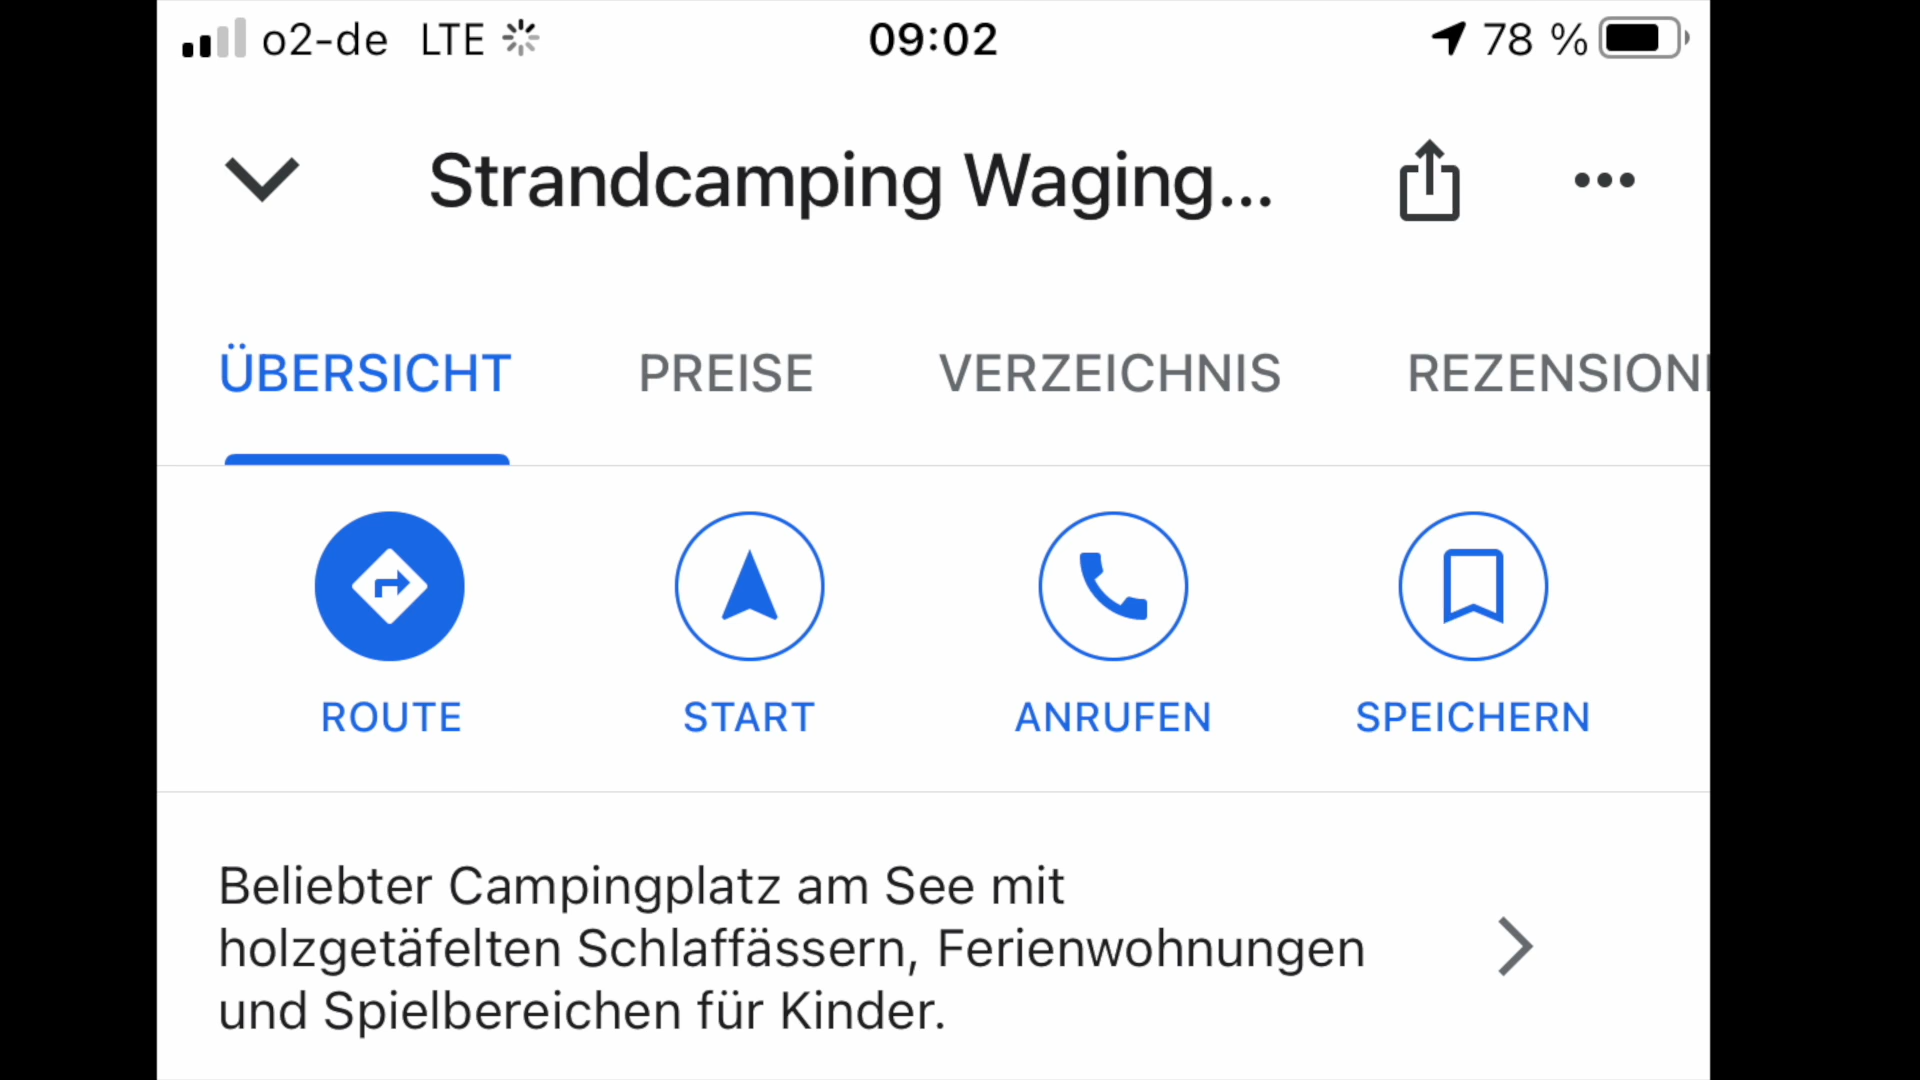 o2-de LTE 09:02 78 %
Strandcamping Waging...
ÜBERSICHT PREISE VERZEICHNIS REZENSION
ROUTE START ANRUFEN SPEICHERN
Beliebter Campingplatz am See mit
holzgetäfelten Schlaffässern, Ferienwohnungen
und Spielbereichen für Kinder.